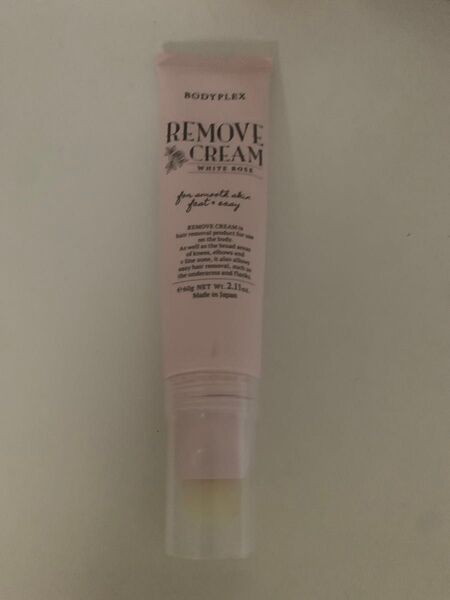 BODYPLEX
REMOVE
CREAM
WHITE ROSE
for smooth skin
fast + easy
REMOVE CREAM is
hair removal product for use
on the body.
As well as the broad areas
of knees, elbows and
v line zone, it also allows
easy hair removal, such as
the underarms and
℮60g NET Wt. 2.11oz.
Made in Japan